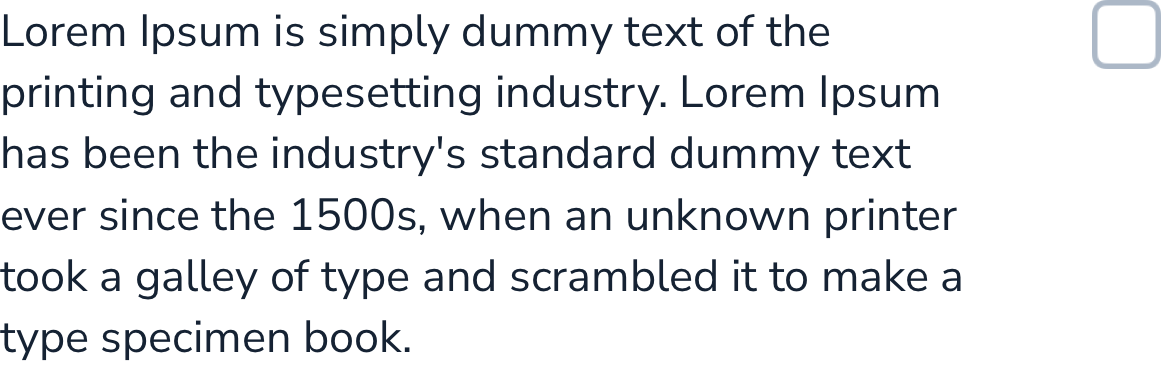 Lorem Ipsum is simply dummy text of the
printing and typesetting industry. Lorem Ipsum
has been the industry's standard dummy text
ever since the 1500s, when an unknown printer
took a galley of type and scrambled it to make a
type specimen book.